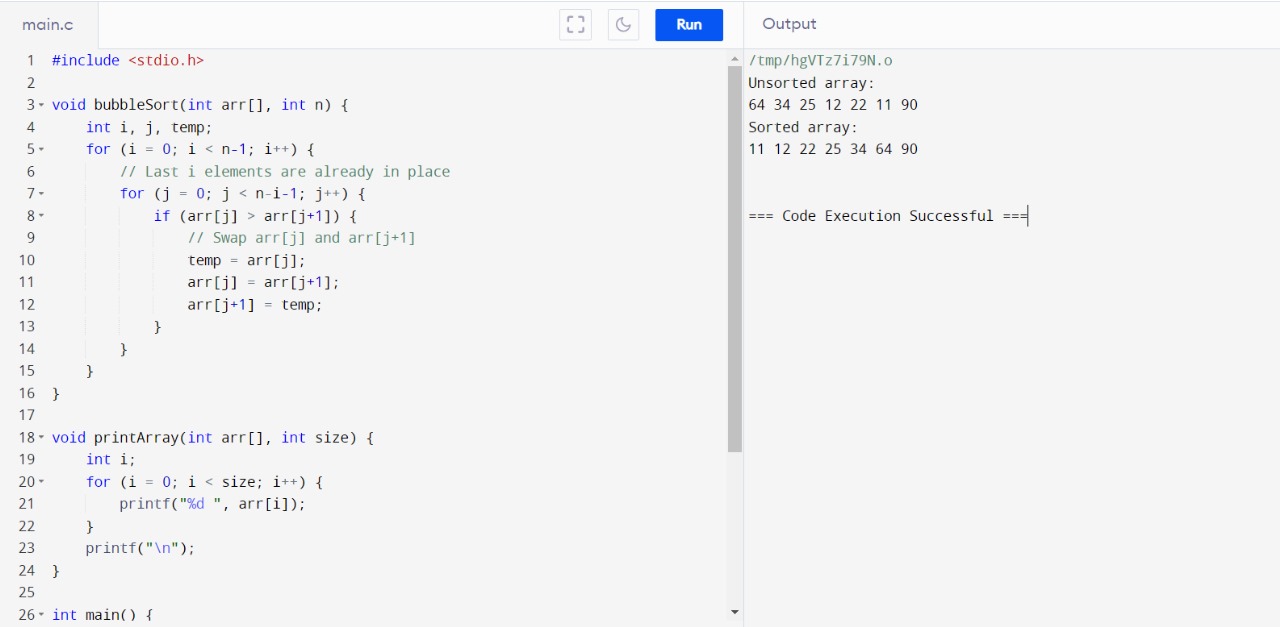 main.c
Run
Output
1 #include <stdio.h>
2
3 void bubbleSort(int arr[], int n) {
4     int i, j, temp;
5     for (i = 0; i < n-1; i++) {
6         // Last i elements are already in place
7         for (j = 0; j < n-i-1; j++) {
8             if (arr[j] > arr[j+1]) {
9                 // Swap arr[j] and arr[j+1]
10                 temp = arr[j];
11                 arr[j] = arr[j+1];
12                 arr[j+1] = temp;
13             }
14         }
15     }
16 }
17
18 void printArray(int arr[], int size) {
19     int i;
20     for (i = 0; i < size; i++) {
21         printf("%d ", arr[i]);
22     }
23     printf("\n");
24 }
25
26 int main() {
/tmp/hgVTz7i79N.o
Unsorted array:
64 34 25 12 22 11 90
Sorted array:
11 12 22 25 34 64 90
=== Code Execution Successful ===